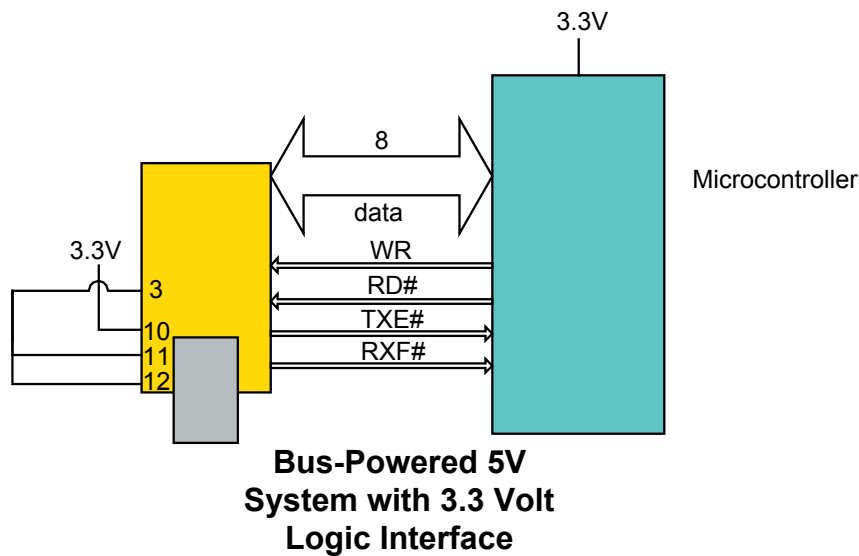 3.3V
8
Microcontroller
data
3.3V
WR
3
RD#
10
TXE#
11
RXF#
12
Bus-Powered 5V
System with 3.3 Volt
Logic Interface